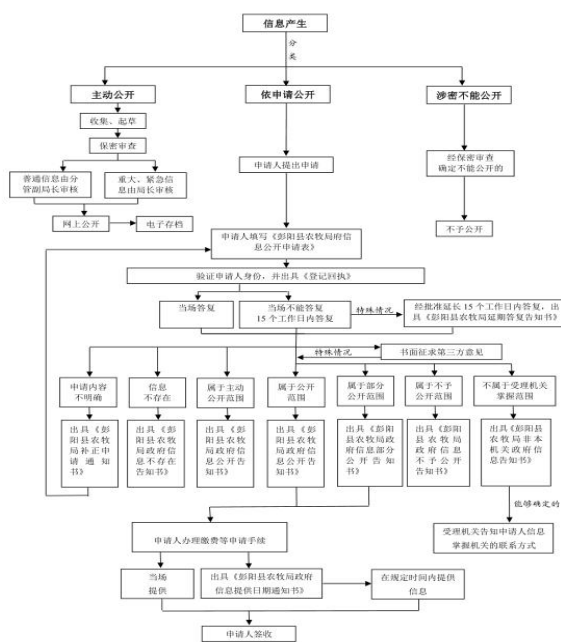 信息产生
分
类
主动公开
依申请公开
涉密不能公开
收集、起草
保密审查
普通信息由分
管副局长审核
重大、紧急信
息由局长审核
网上公开
电子存档
申请人提出申请
经保密审查
确定不能公开的
不予公开
申请人填写《彭阳县农牧局府信
息公开申请表》
验证申请人身份,并出具《登记回执》
当场答复
当场不能答复
15个工作日内答复
特殊情况
经批准延长15个工作日内答复,出
具《彭阳县农牧局延期答复告知书》
特殊情况
书面征求第三方意见
申请内容
不明确
信息
不存在
属于主动
公开范围
属于公开
范围
属于部分
公开范围
属于不予
公开范围
不属于受理机关
掌握范围
出具《彭
阳县农牧
局补正申
请通知
书》
出具《彭
阳县农牧
局政府信
息不存在
告知书》
出具《彭
阳县农牧
局政府信
息公开告
知书》
出具《彭
阳县农牧
局政府信
息公开告
知书》
出具《彭阳
县农牧局政
府信息部分
公开告知
书》
出具《彭阳
县农牧局
政府信息
不予公开
告知书》
出具《彭阳县
农牧局非本
机关政府信
息告知书》
能够确定的
受理机关告知申请人信息
掌握机关的联系方式
申请人办理缴费等申请手续
当场
提供
出具《彭阳县农牧局政府
信息提供日期通知书》
在规定时间内提供
信息
申请人签收